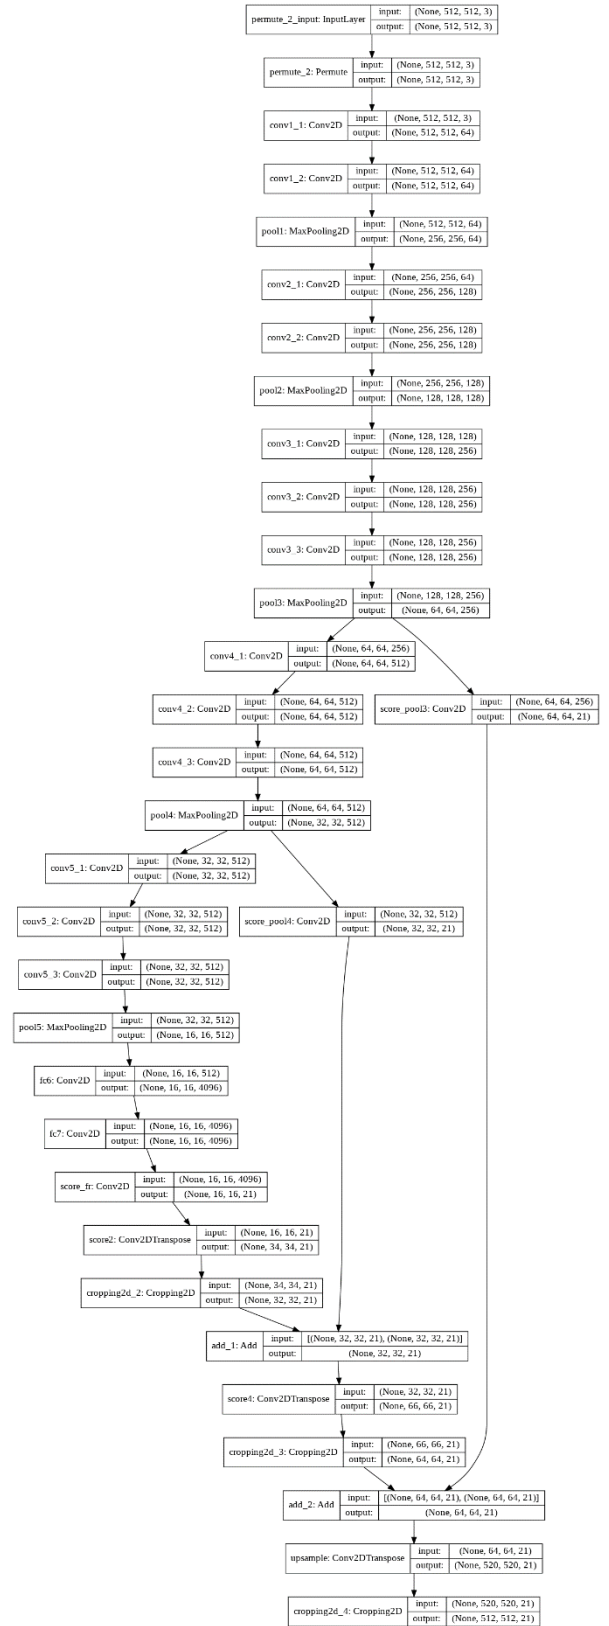 permute_2_input: InputLayer
input: (None, 512, 512, 3)
output: (None, 512, 512, 3)
permute_2: Permute
input: (None, 512, 512, 3)
output: (None, 512, 512, 3)
conv1_1: Conv2D
input: (None, 512, 512, 3)
output: (None, 512, 512, 64)
conv1_2: Conv2D
input: (None, 512, 512, 64)
output: (None, 512, 512, 64)
pool1: MaxPooling2D
input: (None, 512, 512, 64)
output: (None, 256, 256, 64)
conv2_1: Conv2D
input: (None, 256, 256, 64)
output: (None, 256, 256, 128)
conv2_2: Conv2D
input: (None, 256, 256, 128)
output: (None, 256, 256, 128)
pool2: MaxPooling2D
input: (None, 256, 256, 128)
output: (None, 128, 128, 128)
conv3_1: Conv2D
input: (None, 128, 128, 128)
output: (None, 128, 128, 256)
conv3_2: Conv2D
input: (None, 128, 128, 256)
output: (None, 128, 128, 256)
conv3_3: Conv2D
input: (None, 128, 128, 256)
output: (None, 128, 128, 256)
pool3: MaxPooling2D
input: (None, 128, 128, 256)
output: (None, 64, 64, 256)
conv4_1: Conv2D
input: (None, 64, 64, 256)
output: (None, 64, 64, 512)
conv4_2: Conv2D
input: (None, 64, 64, 512)
output: (None, 64, 64, 512)
score_pool3: Conv2D
input: (None, 64, 64, 256)
output: (None, 64, 64, 21)
conv4_3: Conv2D
input: (None, 64, 64, 512)
output: (None, 64, 64, 512)
pool4: MaxPooling2D
input: (None, 64, 64, 512)
output: (None, 32, 32, 512)
conv5_1: Conv2D
input: (None, 32, 32, 512)
output: (None, 32, 32, 512)
conv5_2: Conv2D
input: (None, 32, 32, 512)
output: (None, 32, 32, 512)
score_pool4: Conv2D
input: (None, 32, 32, 512)
output: (None, 32, 32, 21)
conv5_3: Conv2D
input: (None, 32, 32, 512)
output: (None, 32, 32, 512)
pool5: MaxPooling2D
input: (None, 32, 32, 512)
output: (None, 16, 16, 512)
fc6: Conv2D
input: (None, 16, 16, 512)
output: (None, 16, 16, 4096)
fc7: Conv2D
input: (None, 16, 16, 4096)
output: (None, 16, 16, 4096)
score_fr: Conv2D
input: (None, 16, 16, 4096)
output: (None, 16, 16, 21)
score2: Conv2DTranspose
input: (None, 16, 16, 21)
output: (None, 34, 34, 21)
cropping2d_2: Cropping2D
input: (None, 34, 34, 21)
output: (None, 32, 32, 21)
add_1: Add
input: [(None, 32, 32, 21), (None, 32, 32, 21)]
output: (None, 32, 32, 21)
score4: Conv2DTranspose
input: (None, 32, 32, 21)
output: (None, 66, 66, 21)
cropping2d_3: Cropping2D
input: (None, 66, 66, 21)
output: (None, 64, 64, 21)
add_2: Add
input: [(None, 64, 64, 21), (None, 64, 64, 21)]
output: (None, 64, 64, 21)
upsample: Conv2DTranspose
input: (None, 64, 64, 21)
output: (None, 520, 520, 21)
cropping2d_4: Cropping2D
input: (None, 520, 520, 21)
output: (None, 512, 512, 21)